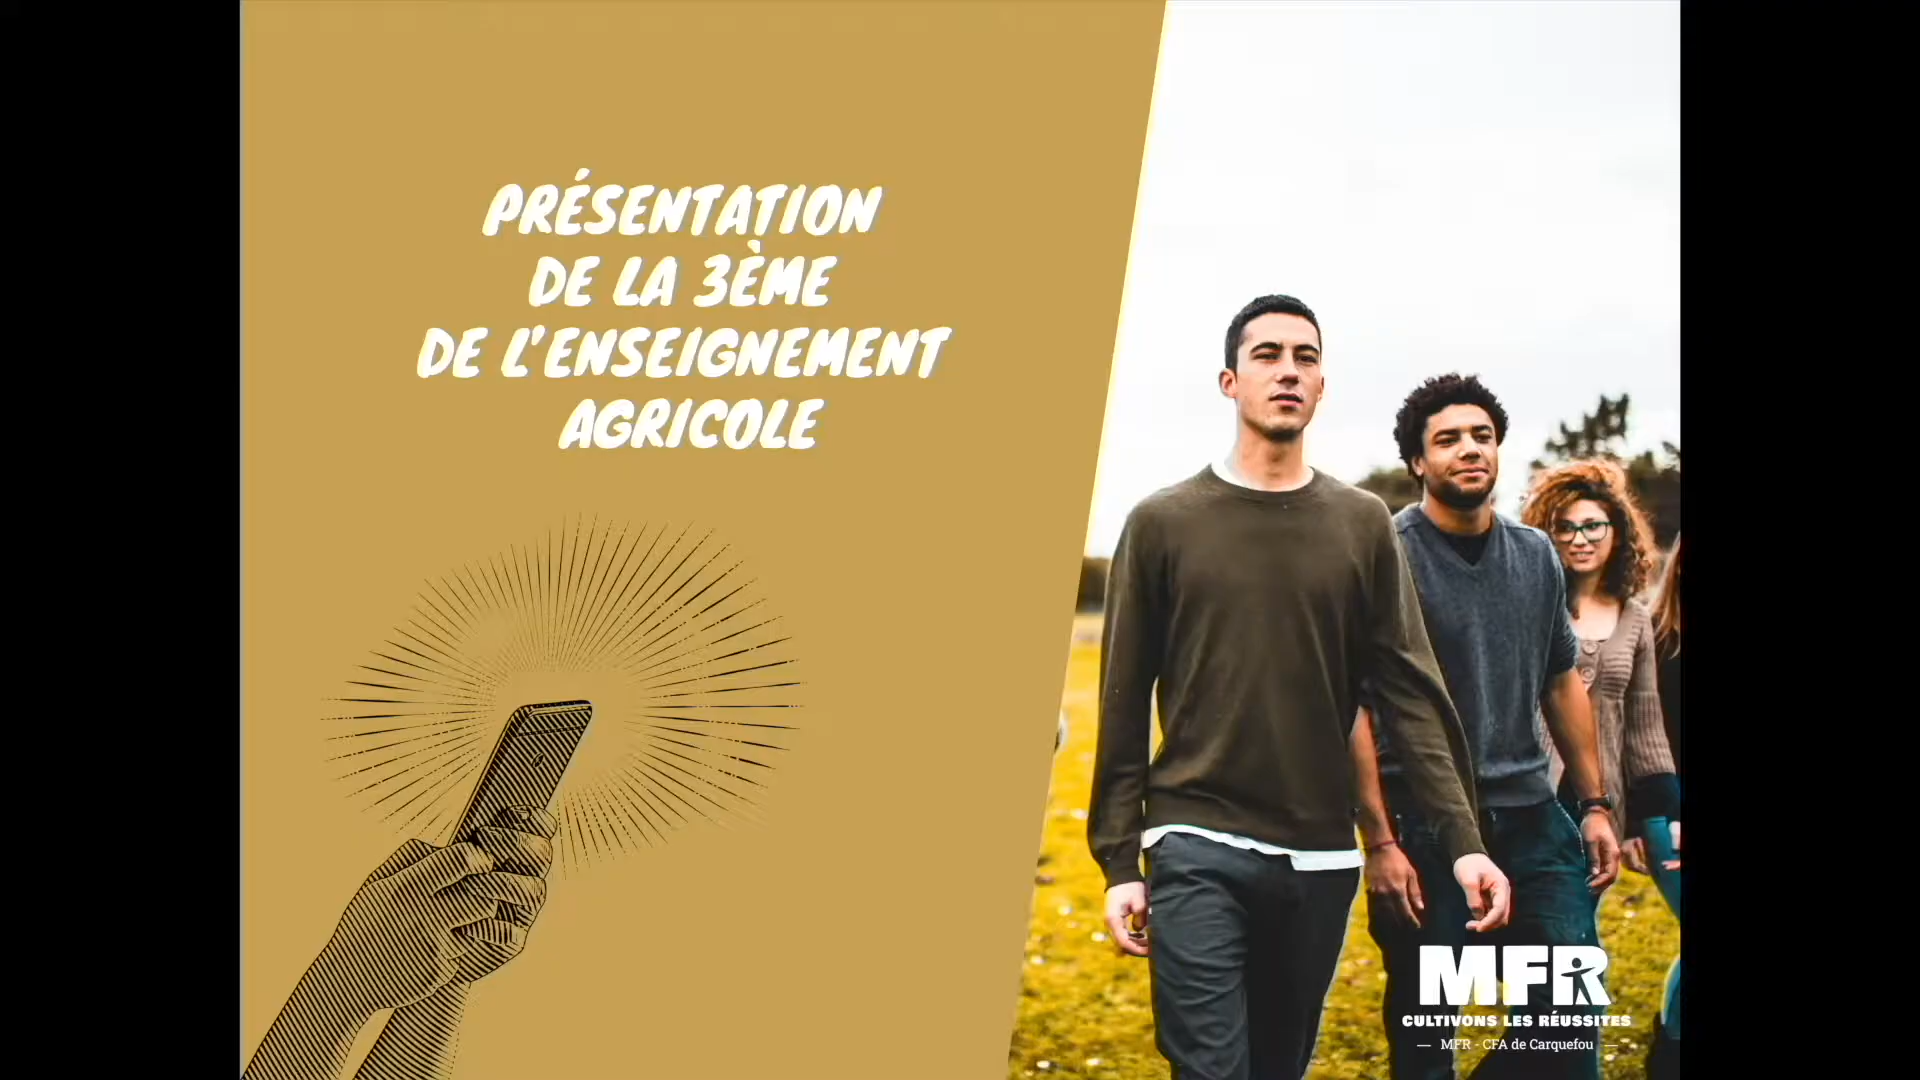 PRÉSENTATION
DE LA 3ÈME
DE L'ENSEIGNEMENT
AGRICOLE
MFR
CULTIVONS LES RÉUSSITES
— MFR - CFA de Carquefou —